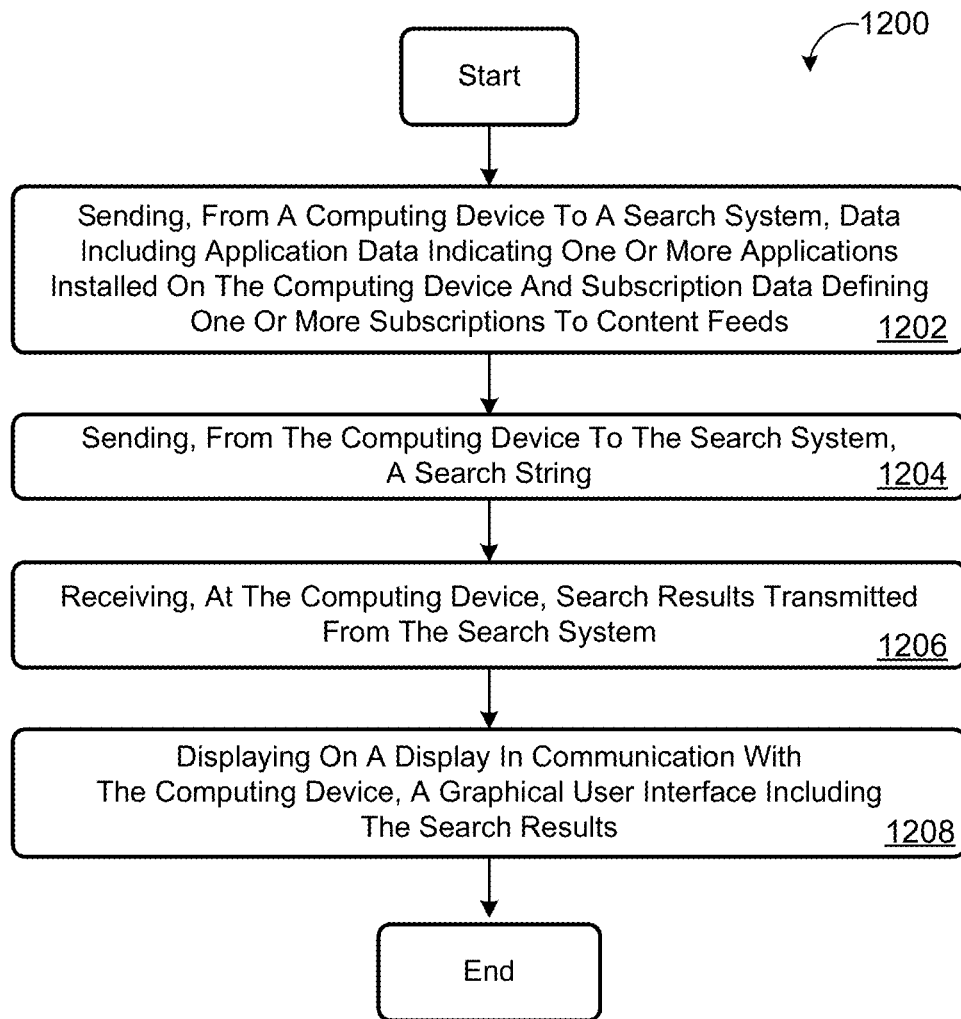 1200
Start
Sending, From A Computing Device To A Search System, Data
Including Application Data Indicating One Or More Applications
Installed On The Computing Device And Subscription Data Defining
One Or More Subscriptions To Content Feeds
1202
Sending, From The Computing Device To The Search System,
A Search String
1204
Receiving, At The Computing Device, Search Results Transmitted
From The Search System
1206
Displaying On A Display In Communication With
The Computing Device, A Graphical User Interface Including
The Search Results
1208
End